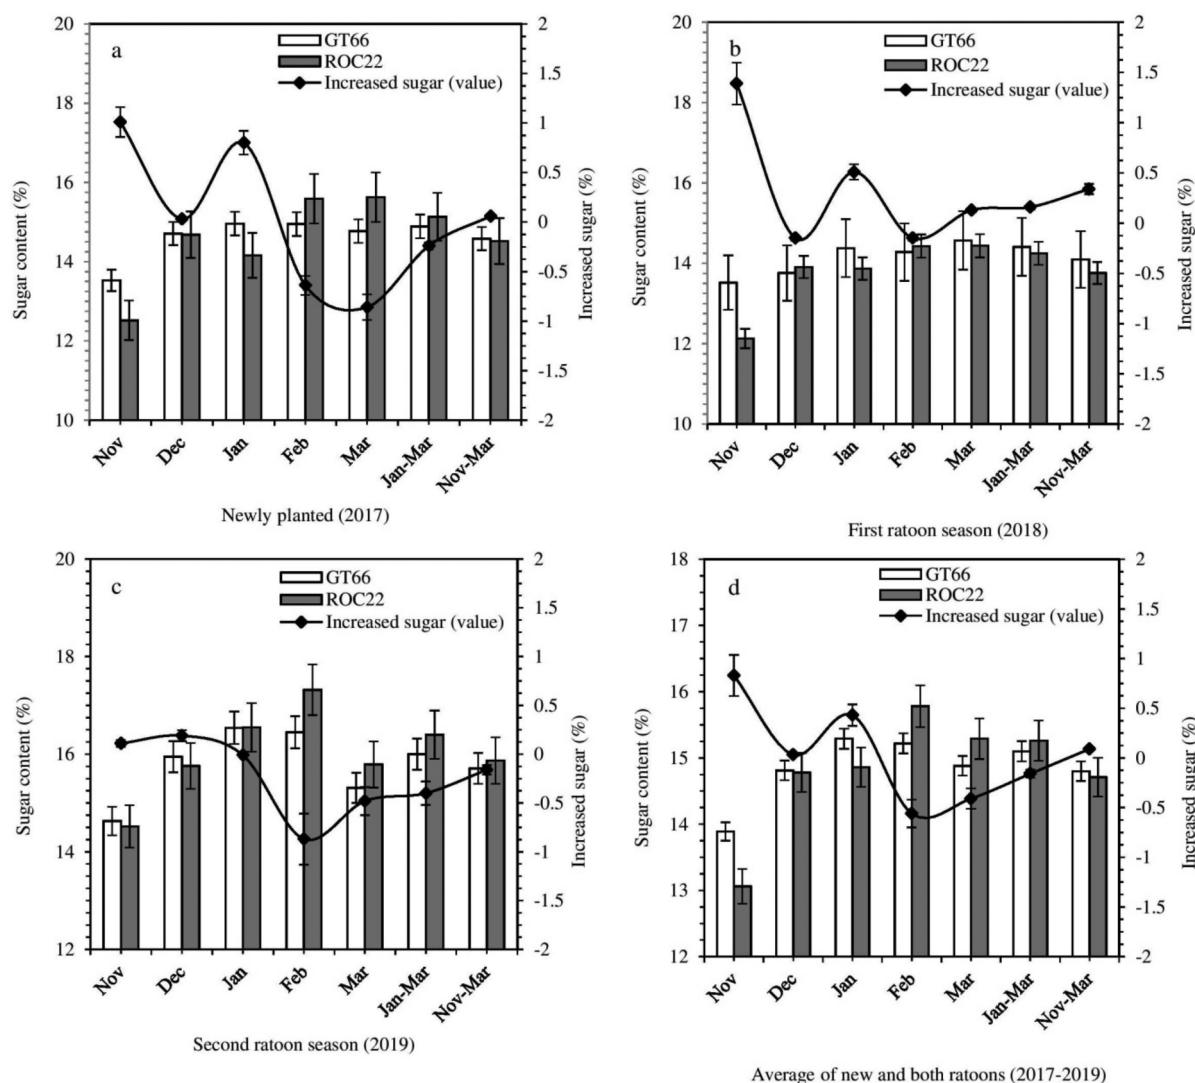 a
GT66
ROC22
Increased sugar (value)
20
18
16
14
12
10
Sugar content (%)
2
1.5
1
0.5
0
-0.5
-1
-1.5
-2
Increased sugar (%)
Nov
Dec
Jan
Feb
Mar
Jan-Mar
Nov-Mar
Newly planted (2017)
b
GT66
ROC22
Increased sugar (value)
20
18
16
14
12
10
Sugar content (%)
2
1.5
1
0.5
0
-0.5
-1
-1.5
-2
Increased sugar (%)
Nov
Dec
Jan
Feb
Mar
Jan-Mar
Nov-Mar
First ratoon season (2018)
c
GT66
ROC22
Increased sugar (value)
20
18
16
14
12
Sugar content (%)
2
1.5
1
0.5
0
-0.5
-1
-1.5
-2
Increased sugar (%)
Nov
Dec
Jan
Feb
Mar
Jan-Mar
Nov-Mar
Second ratoon season (2019)
d
GT66
ROC22
Increased sugar (value)
18
17
16
15
14
13
12
Sugar content (%)
2
1.5
1
0.5
0
-0.5
-1
-1.5
-2
Increased sugar (%)
Nov
Dec
Jan
Feb
Mar
Jan-Mar
Nov-Mar
Average of new and both ratoons (2017-2019)